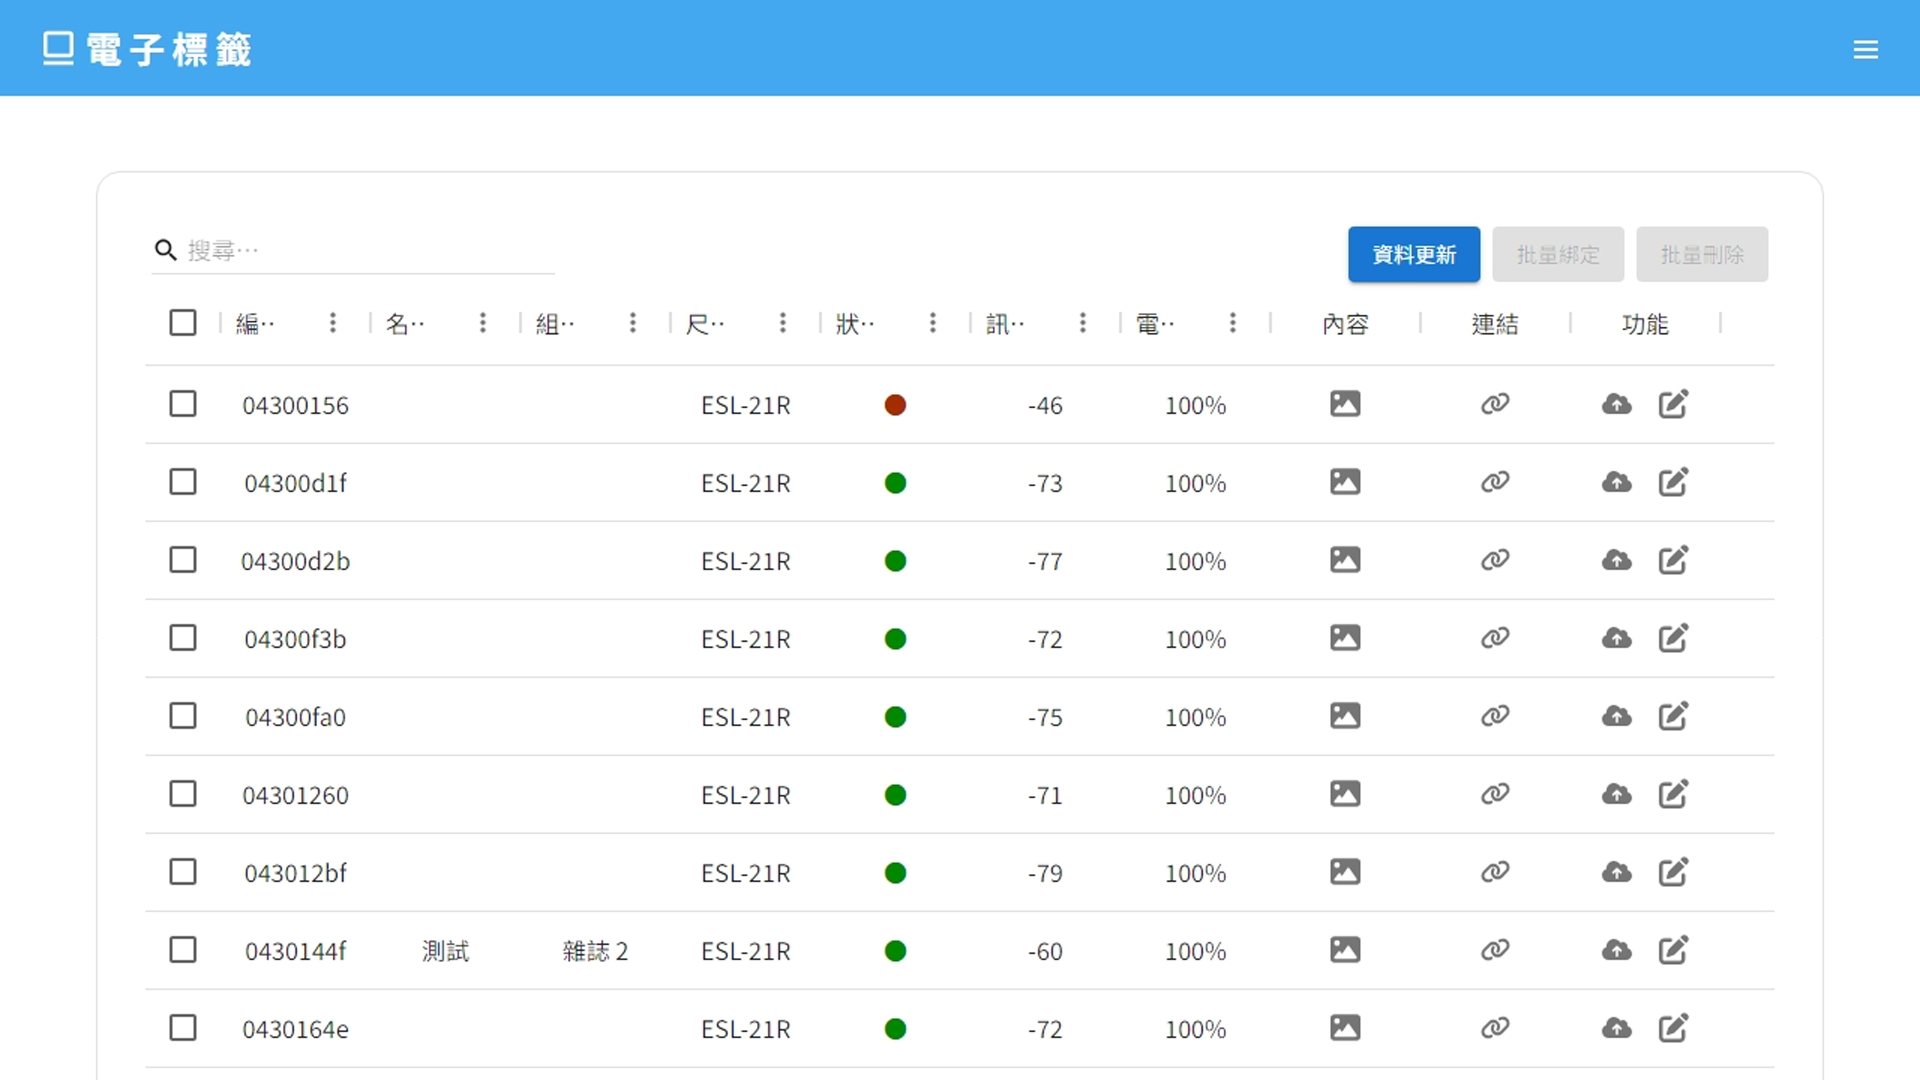 電子標籤
搜尋…
資料更新 批量綁定 批量刪除
編… 名… 組… 尺… 狀… 訊… 電… 內容 連結 功能
04300156 ESL-21R -46 100%
04300d1f ESL-21R -73 100%
04300d2b ESL-21R -77 100%
04300f3b ESL-21R -72 100%
04300fa0 ESL-21R -75 100%
04301260 ESL-21R -71 100%
043012bf ESL-21R -79 100%
0430144f 測試 雜誌 2 ESL-21R -60 100%
0430164e ESL-21R -72 100%